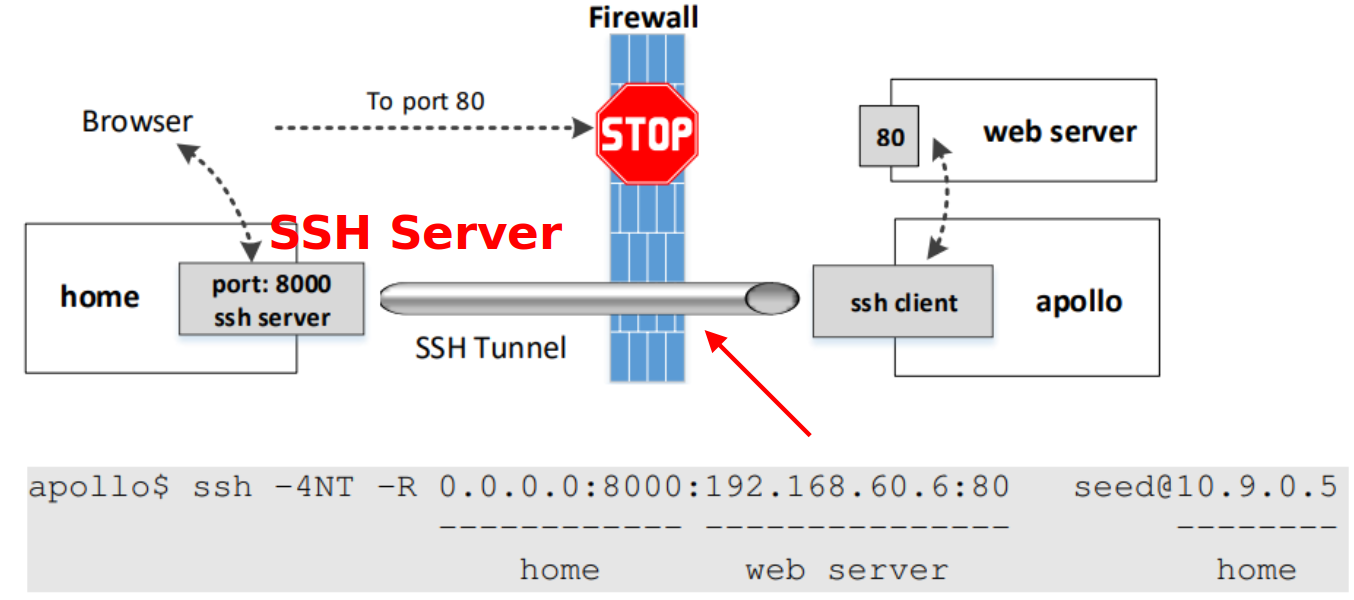 Firewall
To port 80
Browser
STOP
80
web server
SSH Server
home
port: 8000
ssh server
ssh client
apollo
SSH Tunnel
apollo$ ssh -4NT -R 0.0.0.0:8000:192.168.60.6:80 seed@10.9.0.5
------------ --------------- --------
home web server home